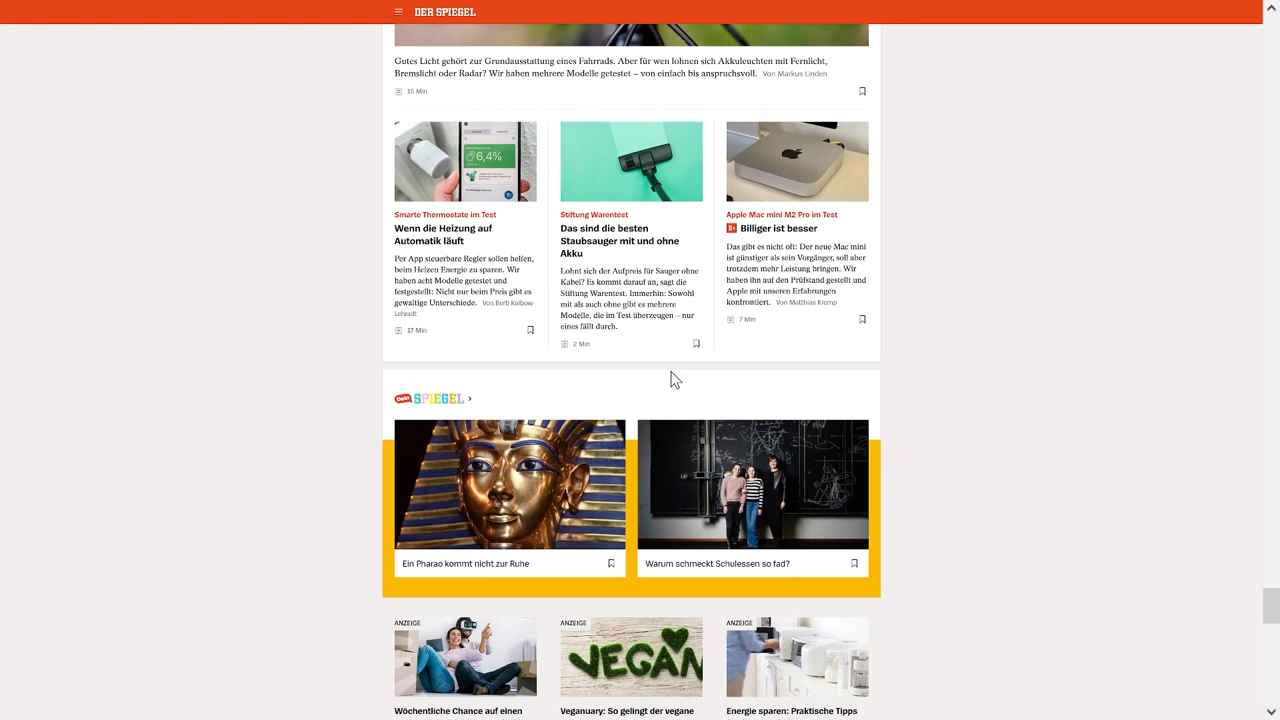 DER SPIEGEL
Gutes Licht gehört zur Grundausstattung eines Fahrrads. Aber für wen lohnen sich Akkuleuchten mit Fernlicht,
Bremslicht oder Radar? Wir haben mehrere Modelle getestet – von einfach bis anspruchsvoll. Von Markus Linden
15 Min
6,4%
Smarte Thermostate im Test
Wenn die Heizung auf
Automatik läuft
Per App steuerbare Regler sollen helfen,
beim Heizen Energie zu sparen. Wir
haben acht Modelle getestet und
festgestellt: Nicht nur beim Preis gibt es
gewaltige Unterschiede. Von Berti Kolbow-
Lehradt
17 Min
Stiftung Warentest
Das sind die besten
Staubsauger mit und ohne
Akku
Lohnt sich der Aufpreis für Sauger ohne
Kabel? Es kommt darauf an, sagt die
Stiftung Warentest. Immerhin: Sowohl
mit als auch ohne gibt es mehrere
Modelle, die im Test überzeugen – nur
eines fällt durch.
2 Min
Apple Mac mini M2 Pro im Test
S+ Billiger ist besser
Das gibt es nicht oft: Der neue Mac mini
ist günstiger als sein Vorgänger, soll aber
trotzdem mehr Leistung bringen. Wir
haben ihn auf den Prüfstand gestellt und
Apple mit unseren Erfahrungen
konfrontiert. Von Matthias Kremp
7 Min
Dein SPIEGEL
Ein Pharao kommt nicht zur Ruhe
Warum schmeckt Schulessen so fad?
ANZEIGE
Wöchentliche Chance auf einen
ANZEIGE
VEGAN
Veganuary: So gelingt der vegane
ANZEIGE
Energie sparen: Praktische Tipps